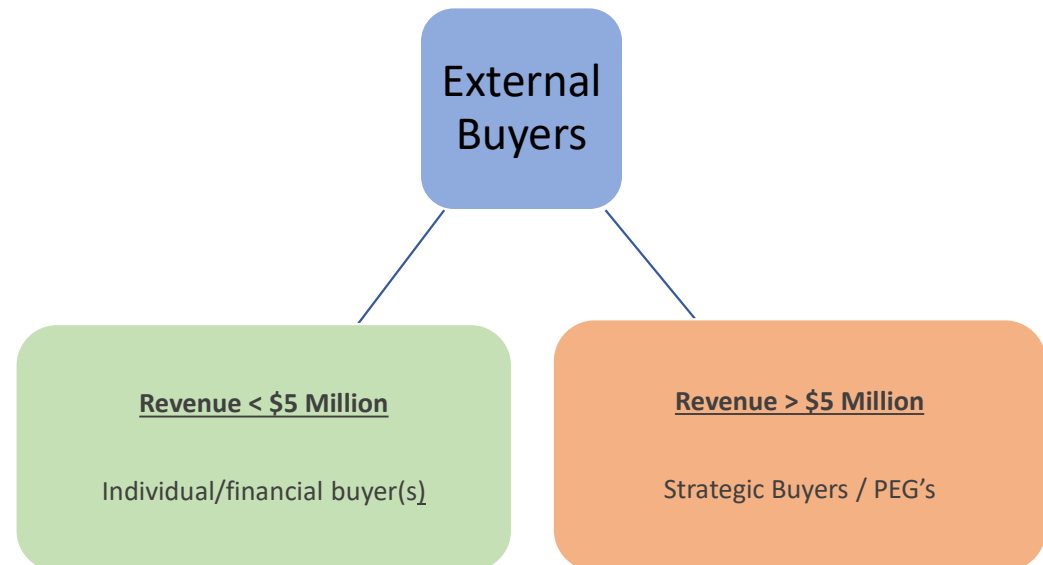 External
Buyers
Revenue < $5 Million
Individual/financial buyer(s)
Revenue > $5 Million
Strategic Buyers / PEG’s